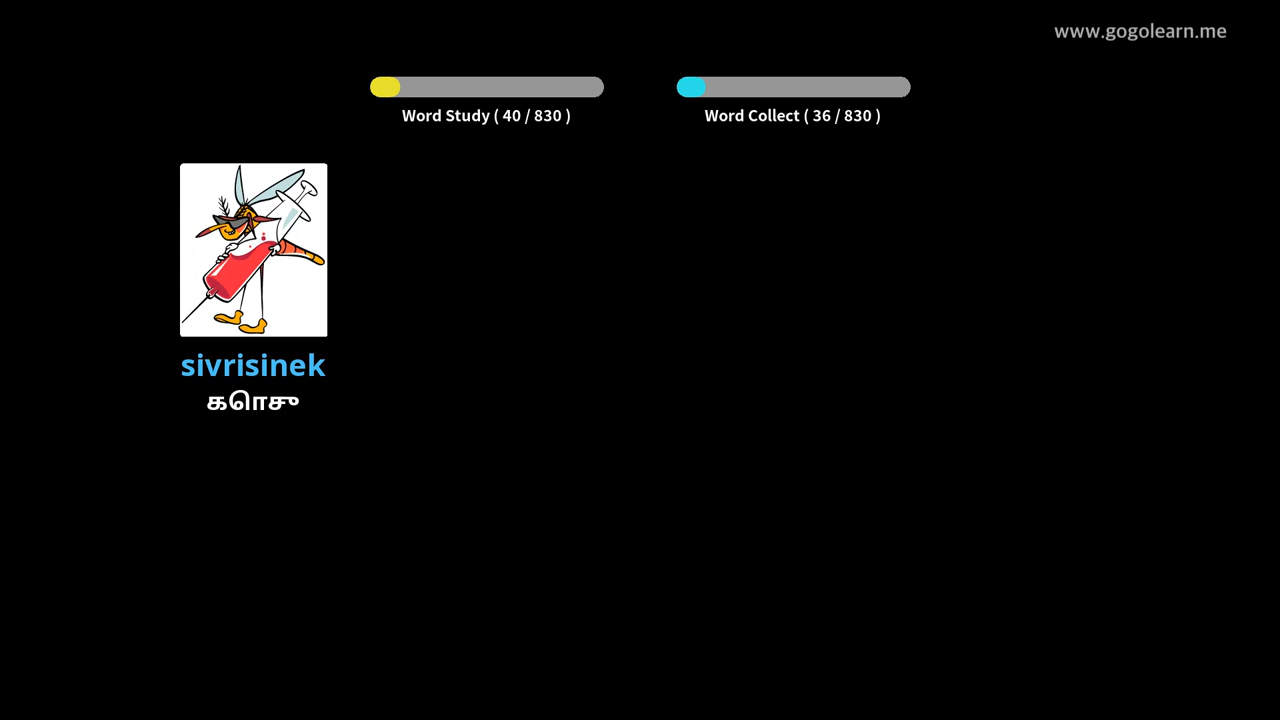 www.gogolearn.me
Word Study ( 40 / 830 )
Word Collect ( 36 / 830 )
sivrisinek
கொசு